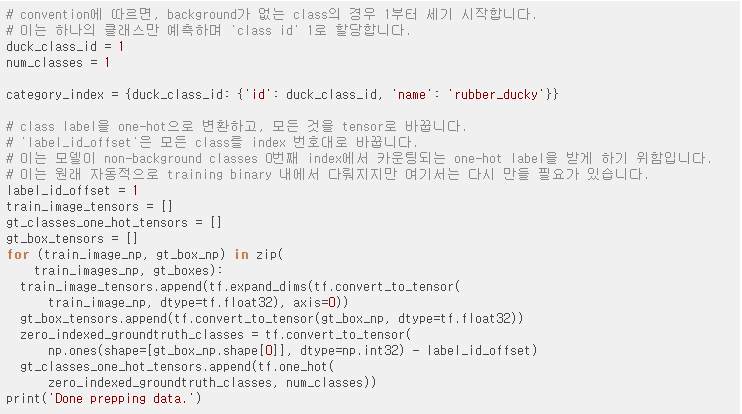 # convention에 따르면, background가 없는 class의 경우 1부터 세기 시작합니다.
# 이는 하나의 클래스만 예측하며 'class id' 1로 할당합니다.
duck_class_id = 1
num_classes = 1

category_index = {duck_class_id: {'id': duck_class_id, 'name': 'rubber_ducky'}}

# class label을 one-hot으로 변환하고, 모든 것을 tensor로 바꿉니다.
# 'label_id_offset'은 모든 class를 index 번호대로 바꿉니다.
# 이는 모델이 non-background classes 0번째 index에서 카운팅되는 one-hot label을 받게 하기 위함입니다.
# 이는 원래 자동적으로 training binary 내에서 다뤄지지만 여기서는 다시 만들 필요가 있습니다.
label_id_offset = 1
train_image_tensors = []
gt_classes_one_hot_tensors = []
gt_box_tensors = []
for (train_image_np, gt_box_np) in zip(
    train_images_np, gt_boxes):
  train_image_tensors.append(tf.expand_dims(tf.convert_to_tensor(
      train_image_np, dtype=tf.float32), axis=0))
  gt_box_tensors.append(tf.convert_to_tensor(gt_box_np, dtype=tf.float32))
  zero_indexed_groundtruth_classes = tf.convert_to_tensor(
      np.ones(shape=[gt_box_np.shape[0]], dtype=np.int32) - label_id_offset)
  gt_classes_one_hot_tensors.append(tf.one_hot(
      zero_indexed_groundtruth_classes, num_classes))
print('Done prepping data.')